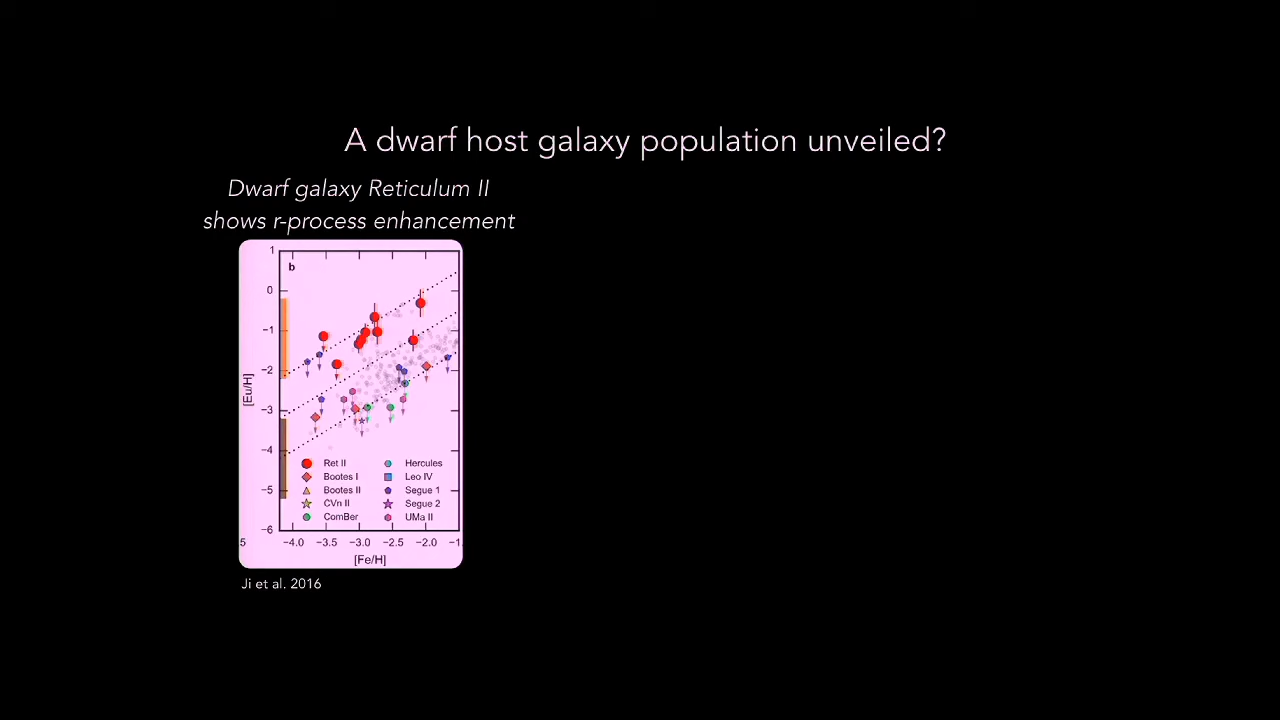 A dwarf host galaxy population unveiled?
Dwarf galaxy Reticulum II
shows r-process enhancement
b
1
0
−1
−2
−3
−4
−5
−6
[Eu/H]
Ret II
Bootes I
Bootes II
CVn II
ComBer
Hercules
Leo IV
Segue 1
Segue 2
UMa II
5 −4.0 −3.5 −3.0 −2.5 −2.0 −1.
[Fe/H]
Ji et al. 2016